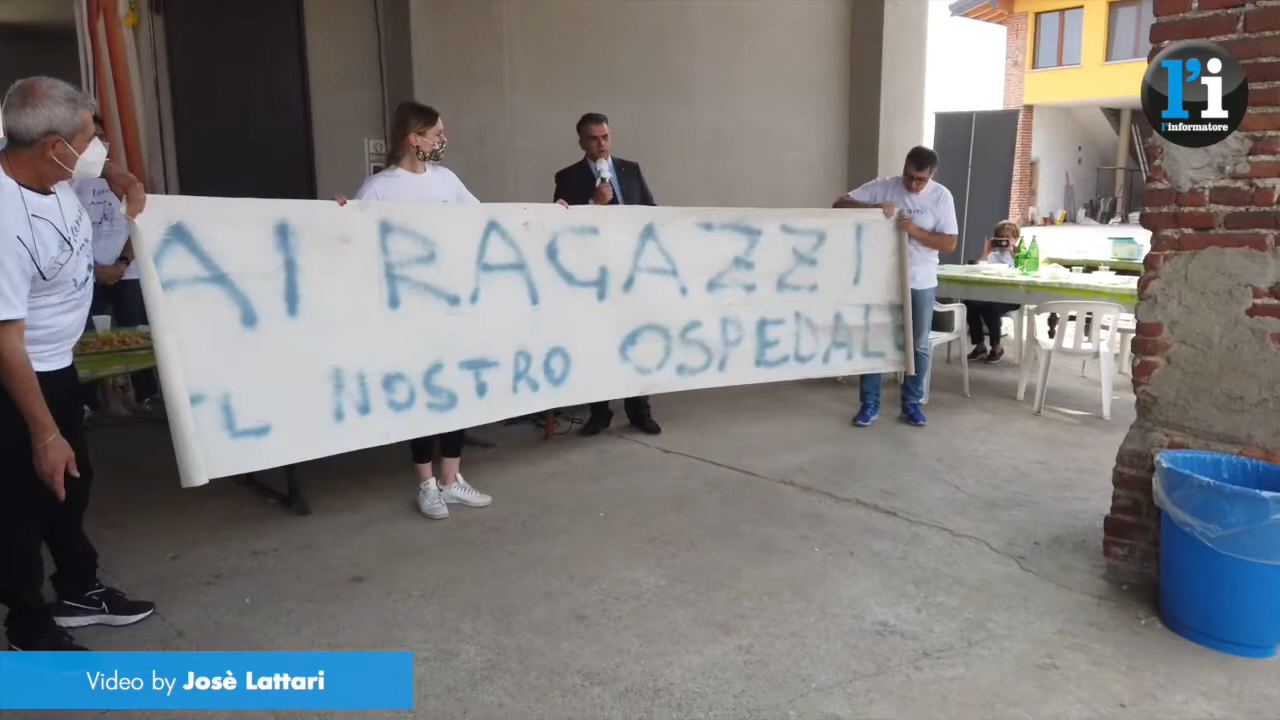 l'i
l'informatore
AI RAGAZZI
IL NOSTRO OSPEDALE
Video by Josè Lattari